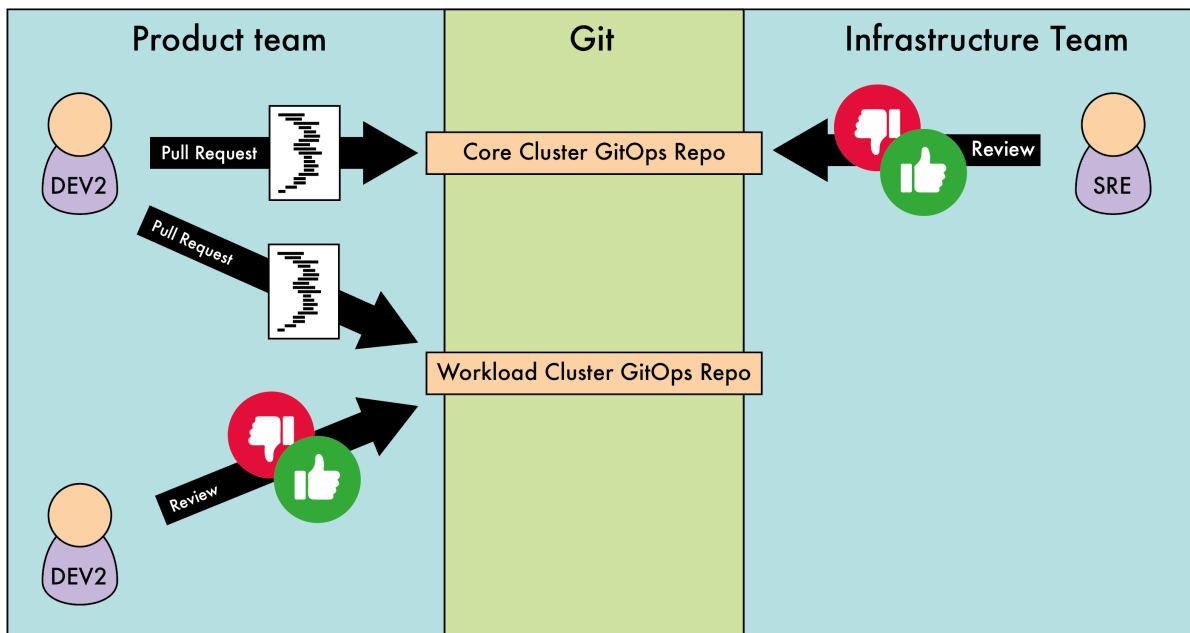 Product team
Git
Infrastructure Team
DEV2
Pull Request
Core Cluster GitOps Repo
Review
SRE
Pull Request
Workload Cluster GitOps Repo
Review
DEV2